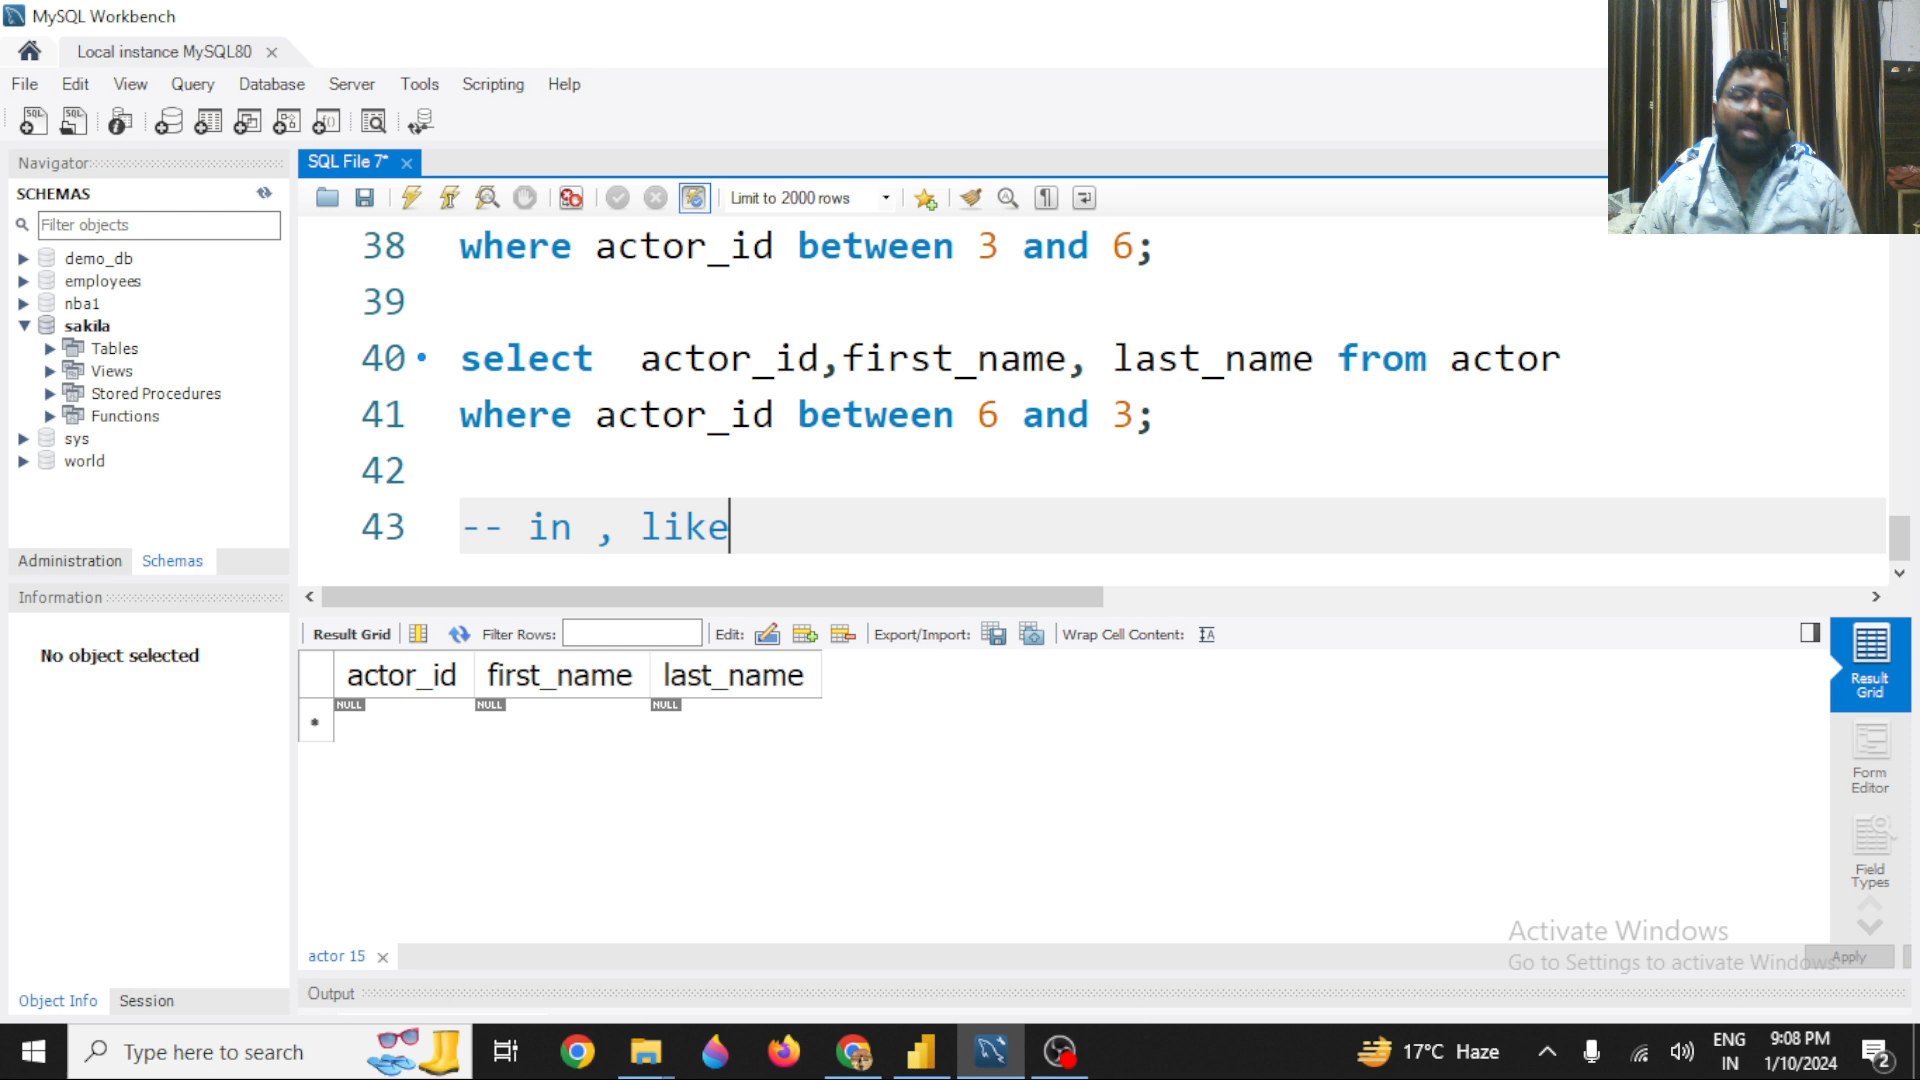 MySQL Workbench
Local instance MySQL80
File Edit View Query Database Server Tools Scripting Help
Navigator
SCHEMAS
Filter objects
demo_db
employees
nba1
sakila
Tables
Views
Stored Procedures
Functions
sys
world
Administration Schemas
Information
No object selected
Object Info Session
SQL File 7*
Limit to 2000 rows
38 where actor_id between 3 and 6;
39
40 select actor_id,first_name, last_name from actor
41 where actor_id between 6 and 3;
42
43 -- in , like
Result Grid Filter Rows: Edit: Export/Import: Wrap Cell Content:
actor_id first_name last_name
NULL NULL NULL
Result Grid
Form Editor
Field Types
actor 15
Activate Windows
Go to Settings to activate Windows.
Apply
Output
Type here to search
17°C Haze
ENG
IN
9:08 PM
1/10/2024
2